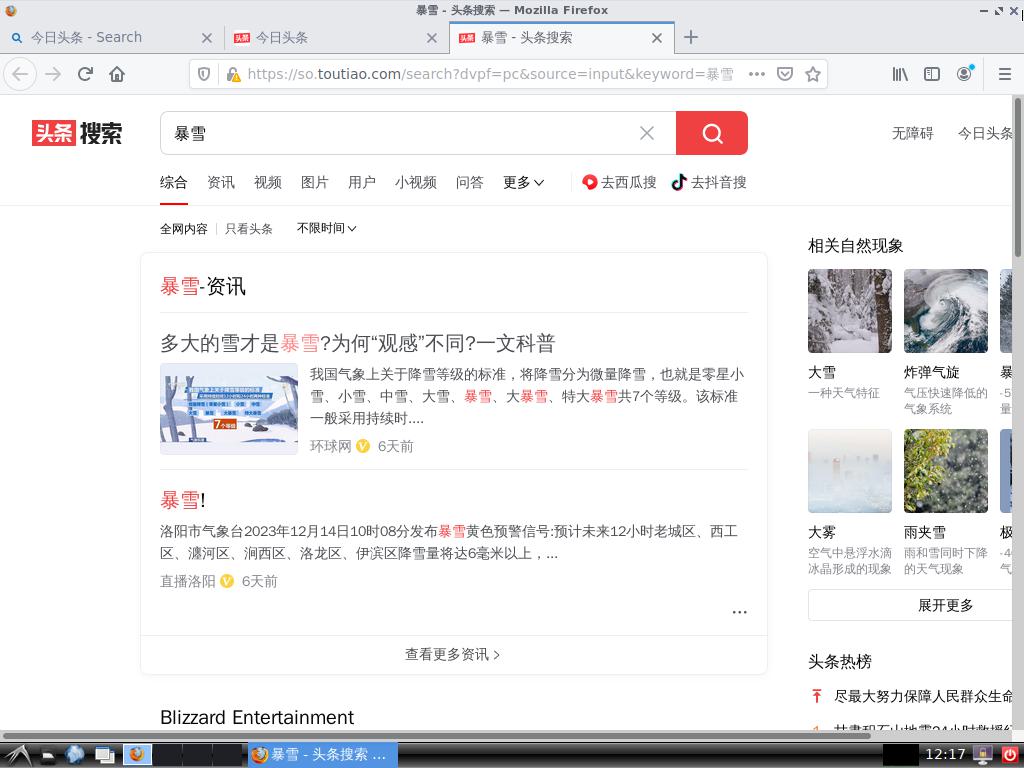 暴雪 - 头条搜索 — Mozilla Firefox
今日头条 - Search
头条 今日头条
头条 暴雪 - 头条搜索
https://so.toutiao.com/search?dvpf=pc&source=input&keyword=暴雪
头条 搜索
暴雪
无障碍 今日头条
综合 资讯 视频 图片 用户 小视频 问答 更多 去西瓜搜 去抖音搜
全网内容 只看头条 不限时间
暴雪-资讯
多大的雪才是暴雪?为何“观感”不同?一文科普
7个等级
我国气象上关于降雪等级的标准，将降雪分为微量降雪，也就是零星小
雪、小雪、中雪、大雪、暴雪、大暴雪、特大暴雪共7个等级。该标准
一般采用持续时....
环球网 6天前
暴雪!
洛阳市气象台2023年12月14日10时08分发布暴雪黄色预警信号:预计未来12小时老城区、西工
区、瀍河区、涧西区、洛龙区、伊滨区降雪量将达6毫米以上，...
直播洛阳 6天前
查看更多资讯
Blizzard Entertainment
相关自然现象
大雪
一种天气特征
炸弹气旋
气压快速降低的
气象系统
大雾
空气中悬浮水滴
冰晶形成的现象
雨夹雪
雨和雪同时下降
的天气现象
展开更多
头条热榜
尽最大努力保障人民群众生命
暴雪 - 头条搜索 ...
12:17